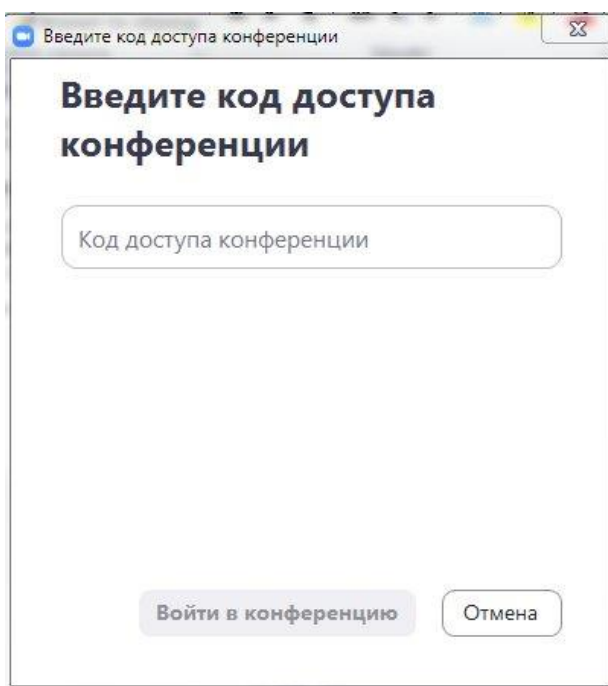 Введите код доступа конференции
Введите код доступа
конференции
Код доступа конференции
Войти в конференцию
Отмена